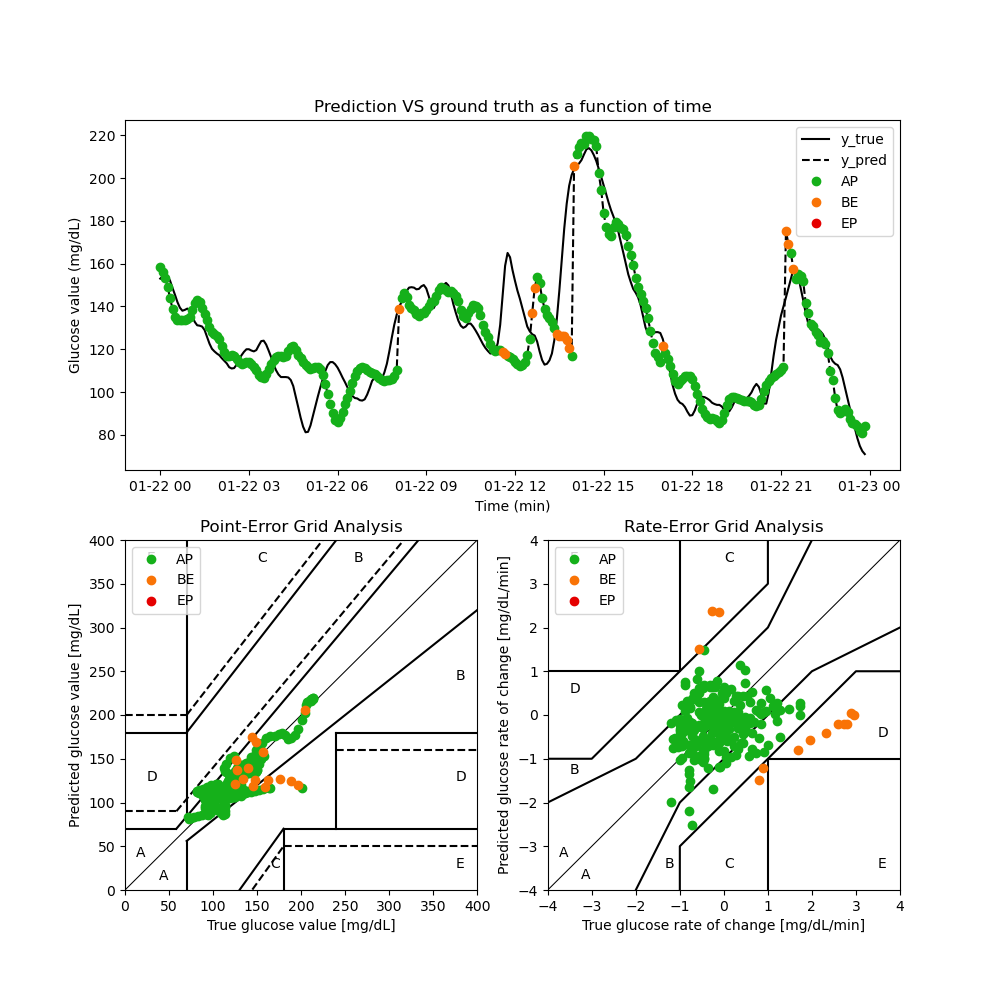 Prediction VS ground truth as a function of time
Glucose value (mg/dL)
220
200
180
160
140
120
100
80
y_true
y_pred
AP
BE
EP
01-22 00 01-22 03 01-22 06 01-22 09 01-22 12 01-22 15 01-22 18 01-22 21 01-23 00
Time (min)
Point-Error Grid Analysis
Predicted glucose value [mg/dL]
400
350
300
250
200
150
100
50
0
AP
BE
EP
C
B
B
D
D
A
A
C
E
0 50 100 150 200 250 300 350 400
True glucose value [mg/dL]
Rate-Error Grid Analysis
Predicted glucose rate of change [mg/dL/min]
4
3
2
1
0
−1
−2
−3
−4
AP
BE
EP
C
D
D
B
A
A
B
C
E
−4 −3 −2 −1 0 1 2 3 4
True glucose rate of change [mg/dL/min]